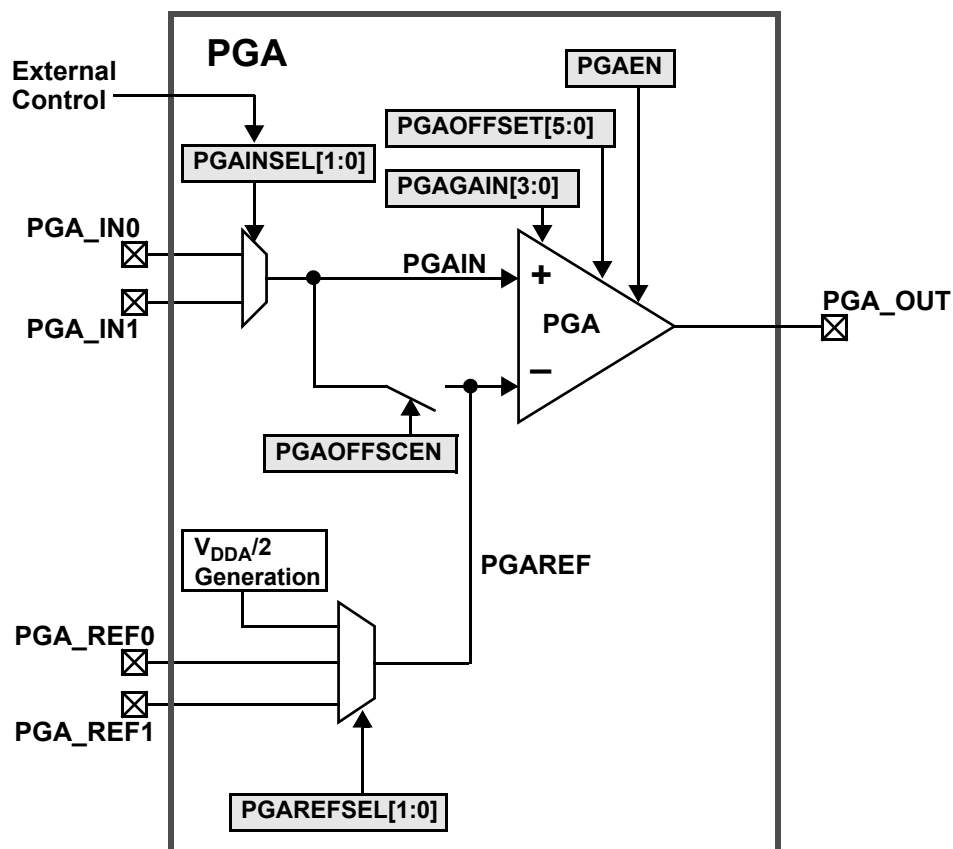 PGA
External
Control
PGAEN
PGAOFFSET[5:0]
PGAINSEL[1:0]
PGAGAIN[3:0]
PGA_IN0
PGAIN
+
PGA_IN1
PGA
PGA_OUT
−
PGAOFFSCEN
VDDA/2
Generation
PGAREF
PGA_REF0
PGA_REF1
PGAREFSEL[1:0]